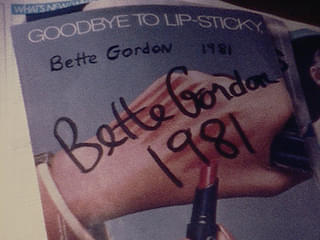 WHAT'S NEW
GOODBYE TO LIP-STICKY.
Bette Gordon 1981
Bette Gordon
1981